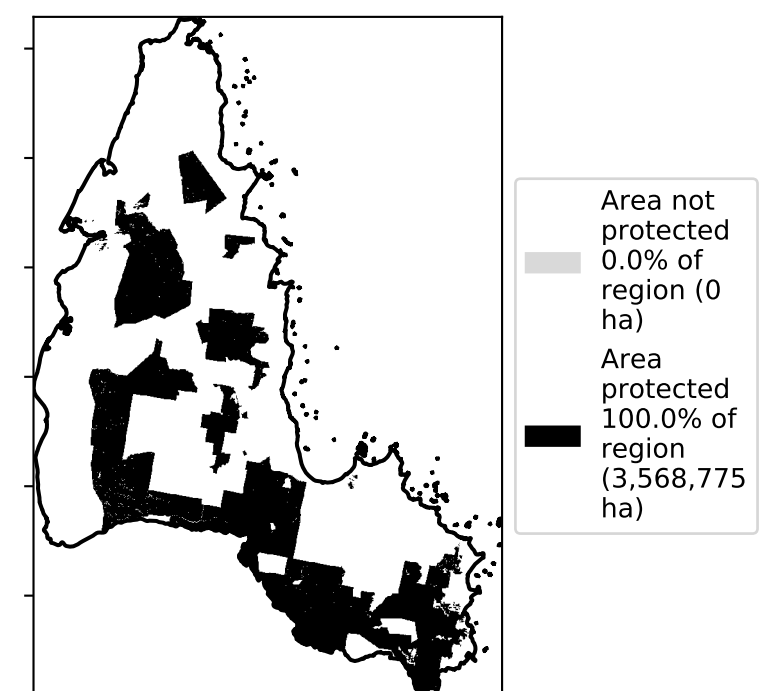 Area not
protected
0.0% of
region (0
ha)
Area
protected
100.0% of
region
(3,568,775
ha)